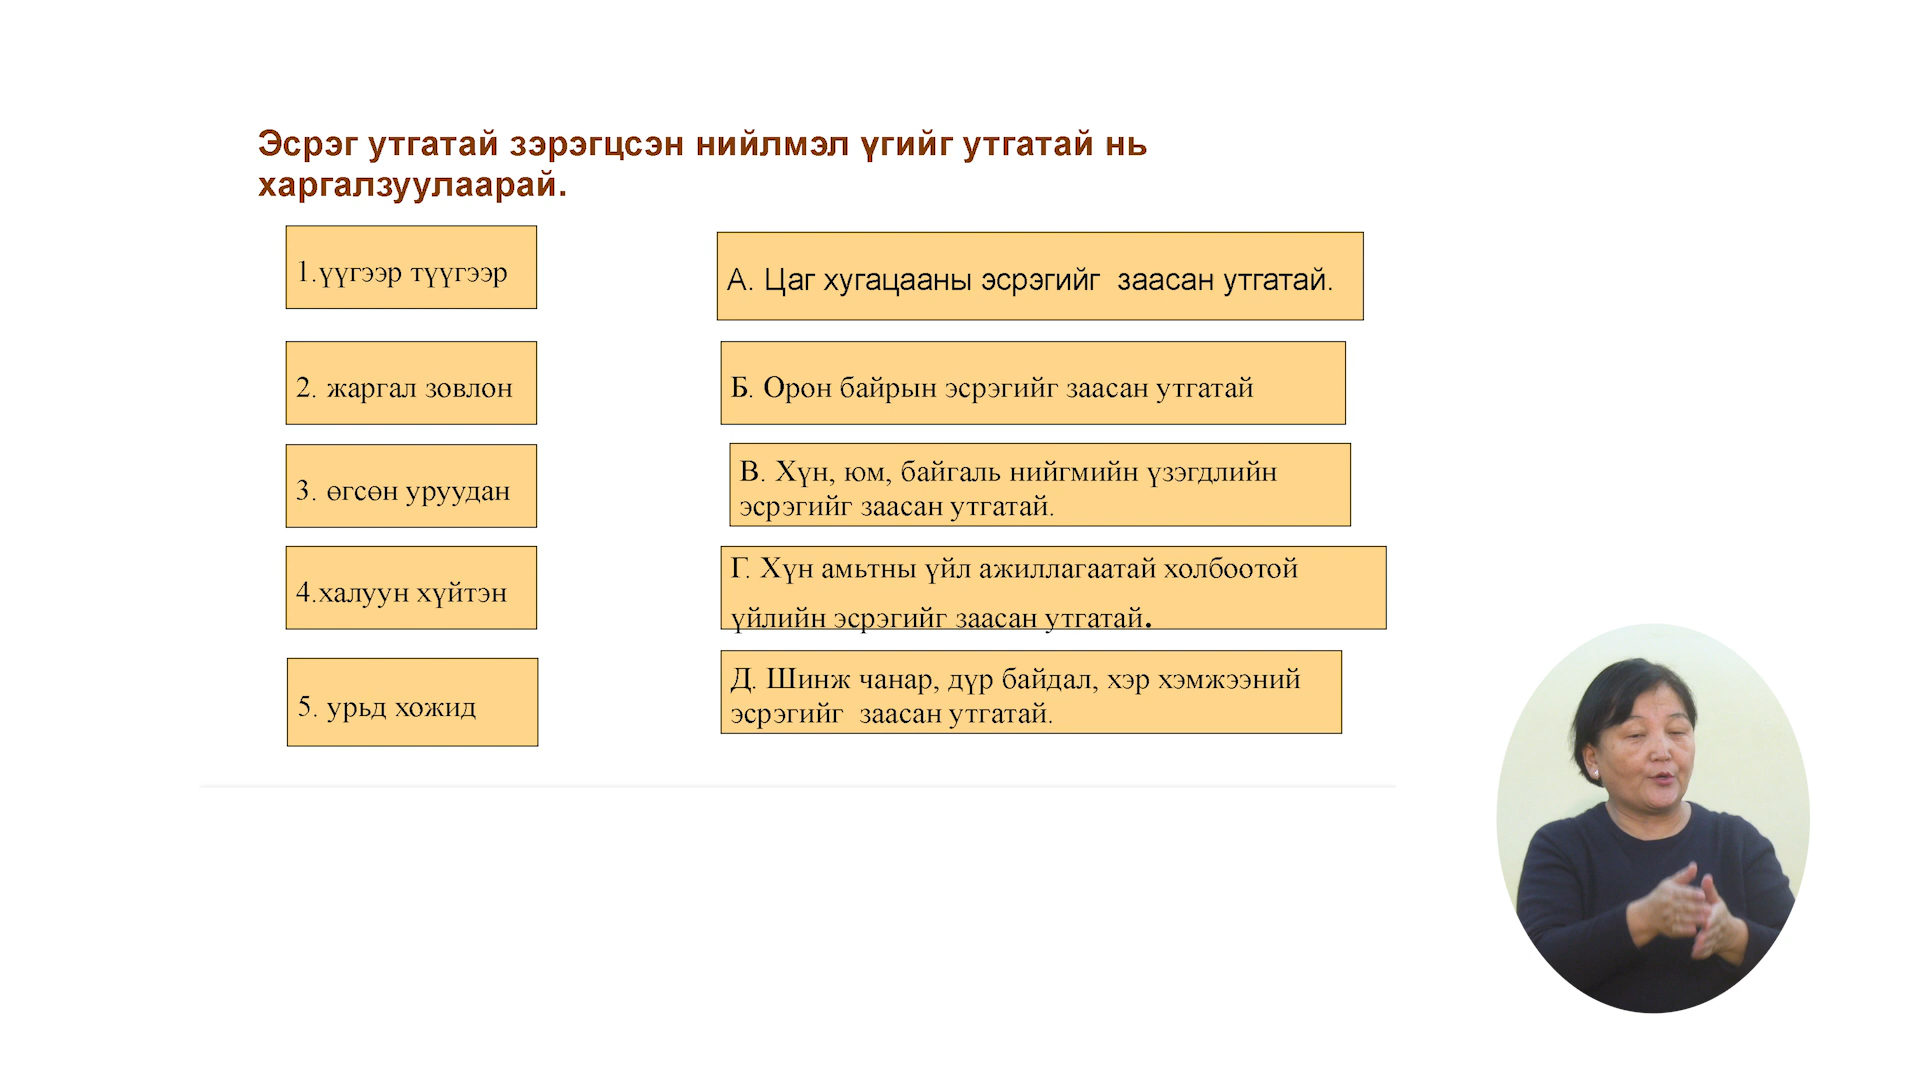 Эсрэг утгатай зэрэгцсэн нийлмэл үгийг утгатай нь
харгалзуулаарай.
1.үүгээр түүгээр
А. Цаг хугацааны эсрэгийг  заасан утгатай.
2. жаргал зовлон
Б. Орон байрын эсрэгийг заасан утгатай
3. өгсөн уруудан
В. Хүн, юм, байгаль нийгмийн үзэгдлийн
эсрэгийг заасан утгатай.
4.халуун хүйтэн
Г. Хүн амьтны үйл ажиллагаатай холбоотой
үйлийн эсрэгийг заасан утгатай.
5. урьд хожид
Д. Шинж чанар, дүр байдал, хэр хэмжээний
эсрэгийг  заасан утгатай.